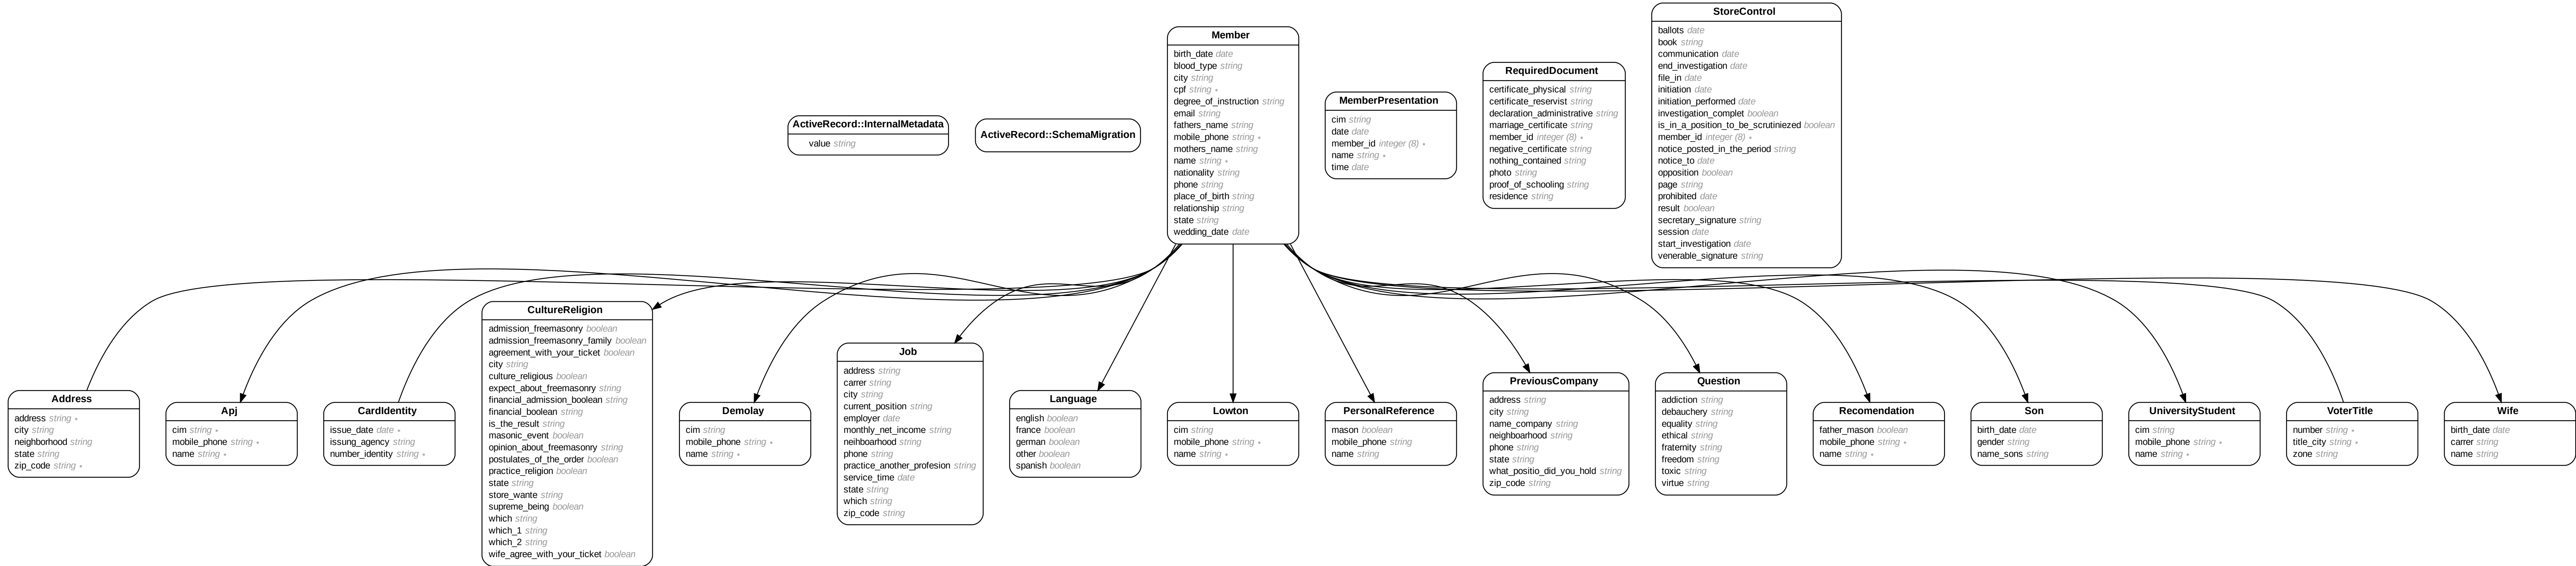 StoreControl
ballots date
book string
communication date
end_investigation date
file_in date
initiation date
initiation_performed date
investigation_complet boolean
is_in_a_position_to_be_scrutiniezed boolean
member_id integer (8) *
notice_posted_in_the_period string
notice_to date
opposition boolean
page string
prohibited date
result boolean
secretary_signature string
session date
start_investigation date
venerable_signature string
Member
birth_date date
blood_type string
city string
cpf string *
degree_of_instruction string
email string
fathers_name string
mobile_phone string *
mothers_name string
name string *
nationality string
phone string
place_of_birth string
relationship string
state string
wedding_date date
RequiredDocument
certificate_physical string
certificate_reservist string
declaration_administrative string
marriage_certificate string
member_id integer (8) *
negative_certificate string
nothing_contained string
photo string
proof_of_schooling string
residence string
MemberPresentation
cim string
date date
member_id integer (8) *
name string *
time date
ActiveRecord::InternalMetadata
value string
ActiveRecord::SchemaMigration
Address
address string *
city string
neighborhood string
state string
zip_code string *
Apj
cim string *
mobile_phone string *
name string *
CardIdentity
issue_date date *
issung_agency string
number_identity string *
CultureReligion
admission_freemasonry boolean
admission_freemasonry_family boolean
agreement_with_your_ticket boolean
city string
culture_religious boolean
expect_about_freemasonry string
financial_admission_boolean string
financial_boolean string
is_the_result string
masonic_event boolean
opinion_about_freemasonry string
postulates_of_the_order boolean
practice_religion boolean
state string
store_wante string
supreme_being boolean
which string
which_1 string
which_2 string
wife_agree_with_your_ticket boolean
Demolay
cim string
mobile_phone string *
name string *
Job
address string
carrer string
city string
current_position string
employer date
monthly_net_income string
neihboarhood string
phone string
practice_another_profesion string
service_time date
state string
which string
zip_code string
Language
english boolean
france boolean
german boolean
other boolean
spanish boolean
Lowton
cim string
mobile_phone string *
name string *
PersonalReference
mason boolean
mobile_phone string
name string
PreviousCompany
address string
city string
name_company string
neighboarhood string
phone string
state string
what_positio_did_you_hold string
zip_code string
Question
addiction string
debauchery string
equality string
ethical string
fraternity string
freedom string
toxic string
virtue string
Recomendation
father_mason boolean
mobile_phone string *
name string *
Son
birth_date date
gender string
name_sons string
UniversityStudent
cim string
mobile_phone string *
name string *
VoterTitle
number string *
title_city string *
zone string
Wife
birth_date date
carrer string
name string